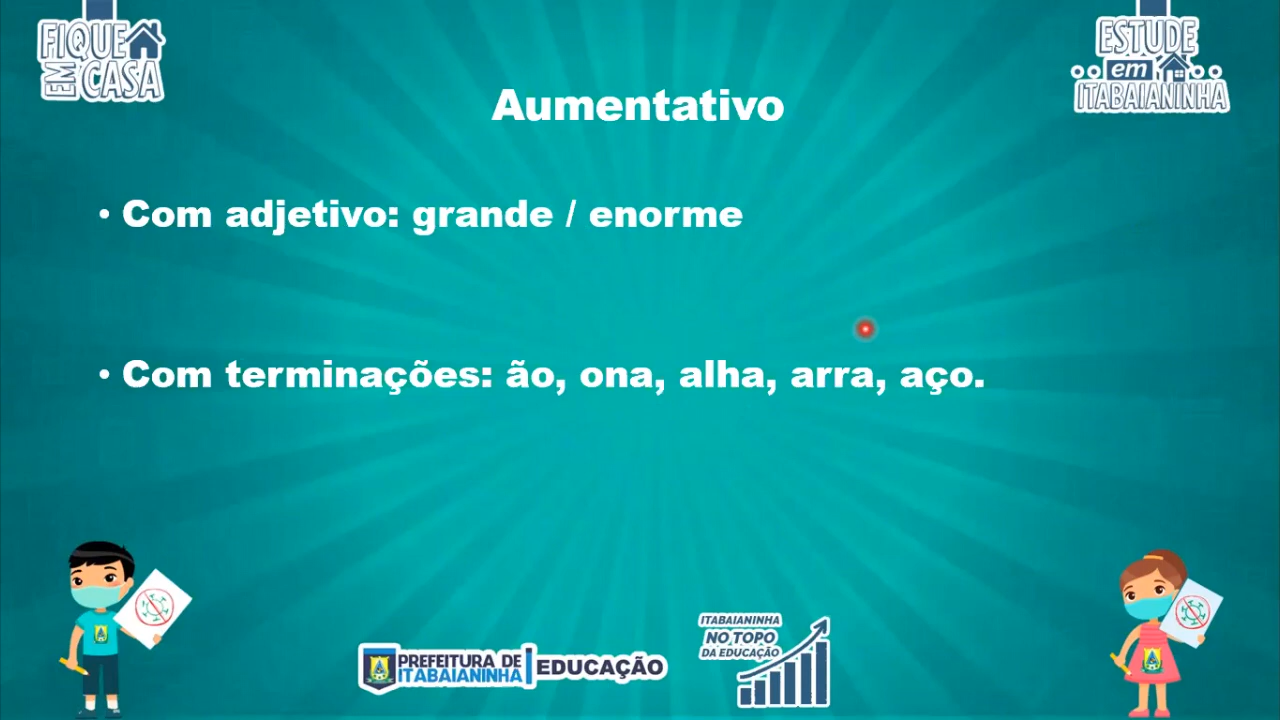 FIQUE
EM
CASA
ESTUDE
em
ITABAIANINHA
Aumentativo
• Com adjetivo: grande / enorme
• Com terminações: ão, ona, alha, arra, aço.
PREFEITURA DE
ITABAIANINHA
EDUCAÇÃO
ITABAIANINHA
NO TOPO
DA EDUCAÇÃO